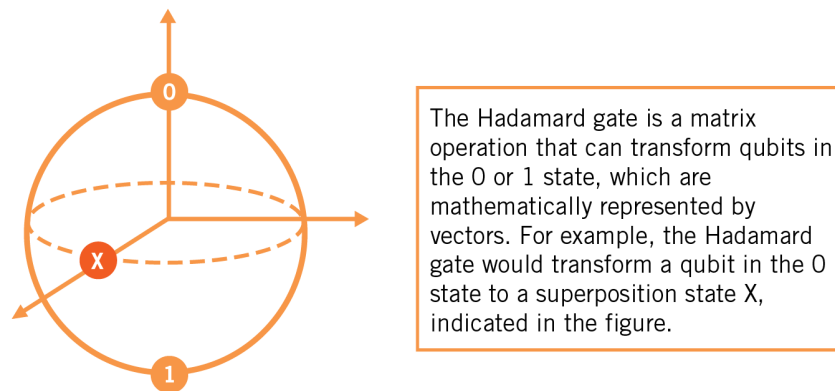 0
X
1
The Hadamard gate is a matrix
operation that can transform qubits in
the 0 or 1 state, which are
mathematically represented by
vectors. For example, the Hadamard
gate would transform a qubit in the 0
state to a superposition state X,
indicated in the figure.